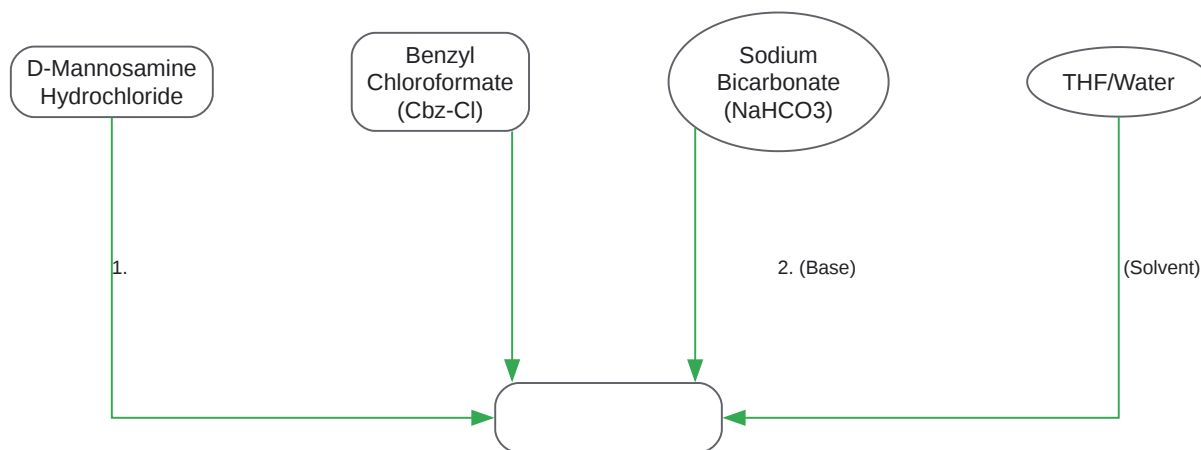 D-Mannosamine
Hydrochloride
Benzyl
Chloroformate
(Cbz-Cl)
Sodium
Bicarbonate
(NaHCO3)
THF/Water
1.
2. (Base)
(Solvent)